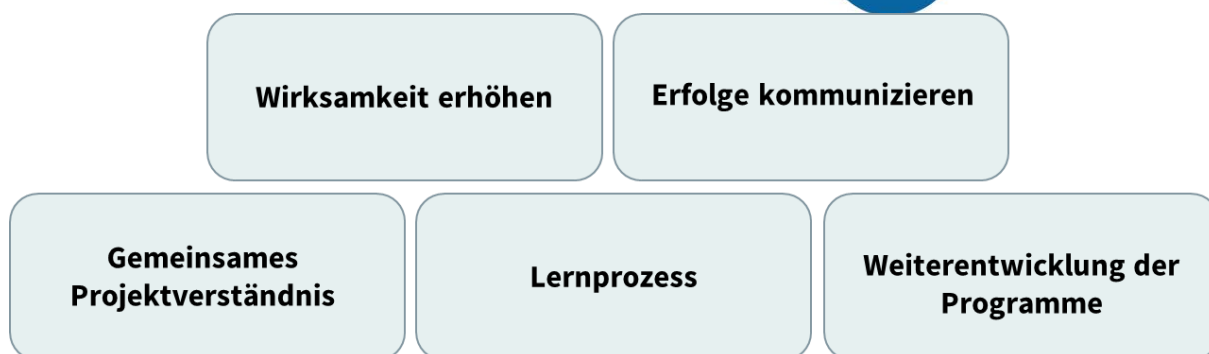 Wirksamkeit erhöhen
Erfolge kommunizieren
Gemeinsames
Projektverständnis
Lernprozess
Weiterentwicklung der
Programme